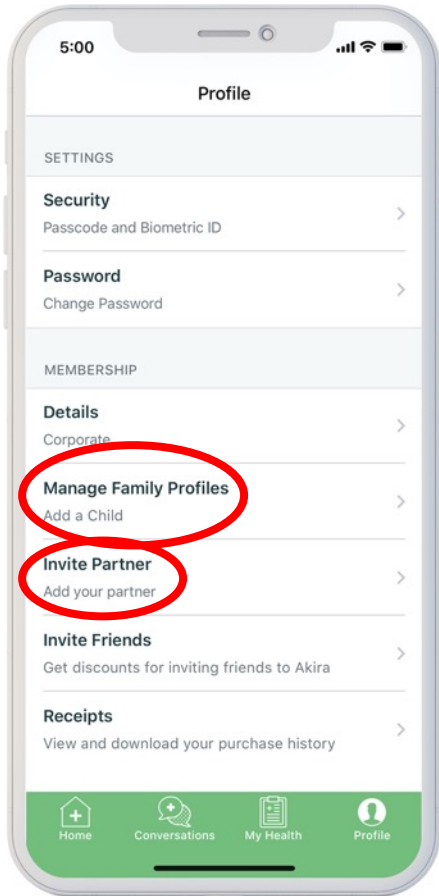 5:00
Profile
SETTINGS
Security
Passcode and Biometric ID
Password
Change Password
MEMBERSHIP
Details
Corporate
Manage Family Profiles
Add a Child
Invite Partner
Add your partner
Invite Friends
Get discounts for inviting friends to Akira
Receipts
View and download your purchase history
Home Conversations My Health Profile